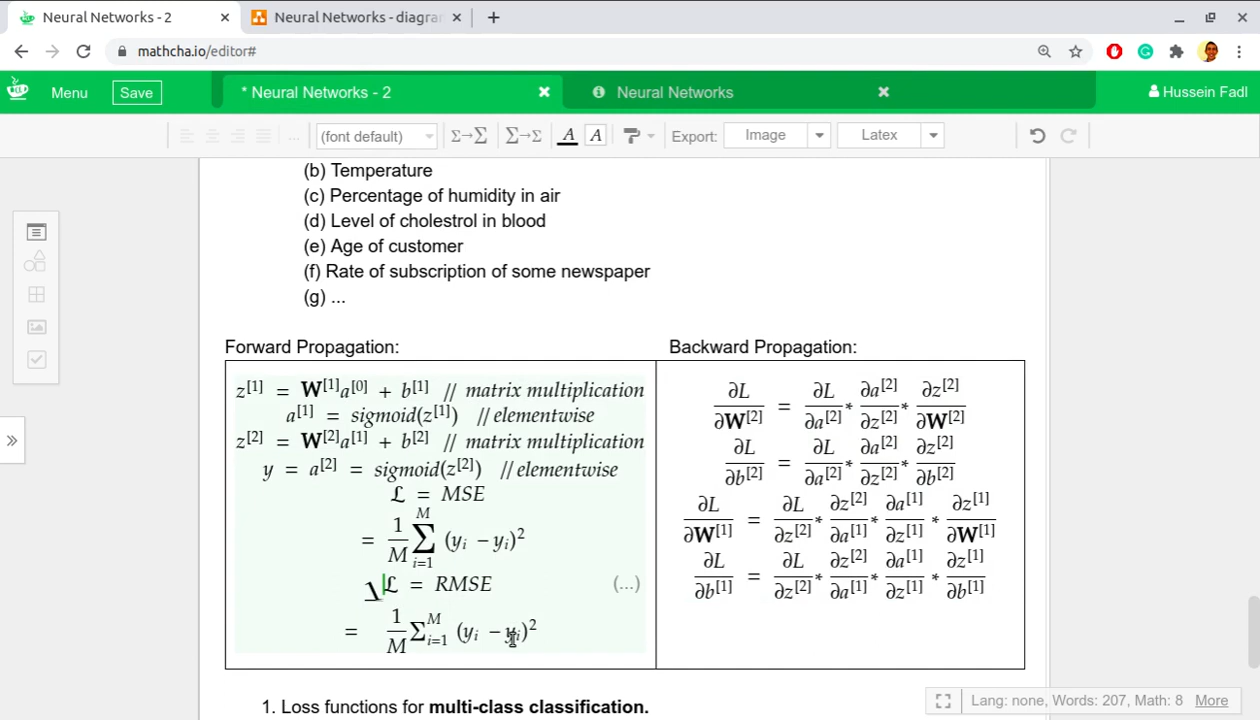 Neural Networks - 2
Neural Networks - diagra
mathcha.io/editor#
Menu
Save
* Neural Networks - 2
Neural Networks
Hussein Fadl
(font default)
Σ→Σ
Σ→Σ
A
A
Export:
Image
Latex
(b) Temperature
(c) Percentage of humidity in air
(d) Level of cholestrol in blood
(e) Age of customer
(f) Rate of subscription of some newspaper
(g) ...
Forward Propagation:
z[1] = W[1]a[0] + b[1] // matrix multiplication
a[1] = sigmoid(z[1]) //elementwise
z[2] = W[2]a[1] + b[2] // matrix multiplication
y = a[2] = sigmoid(z[2]) //elementwise
ℒ = MSE
= 1/M ∑_{i=1}^{M} (y_i − y_i)²
ℒ = RMSE (...)
= 1/M Σ_{i=1}^{M} (y_i − y_i)²
Backward Propagation:
∂L/∂W[2] = ∂L/∂a[2] * ∂a[2]/∂z[2] * ∂z[2]/∂W[2]
∂L/∂b[2] = ∂L/∂a[2] * ∂a[2]/∂z[2] * ∂z[2]/∂b[2]
∂L/∂W[1] = ∂L/∂z[2] * ∂z[2]/∂a[1] * ∂a[1]/∂z[1] * ∂z[1]/∂W[1]
∂L/∂b[1] = ∂L/∂z[2] * ∂z[2]/∂a[1] * ∂a[1]/∂z[1] * ∂z[1]/∂b[1]
1. Loss functions for multi-class classification.
Lang: none, Words: 207, Math: 8 More